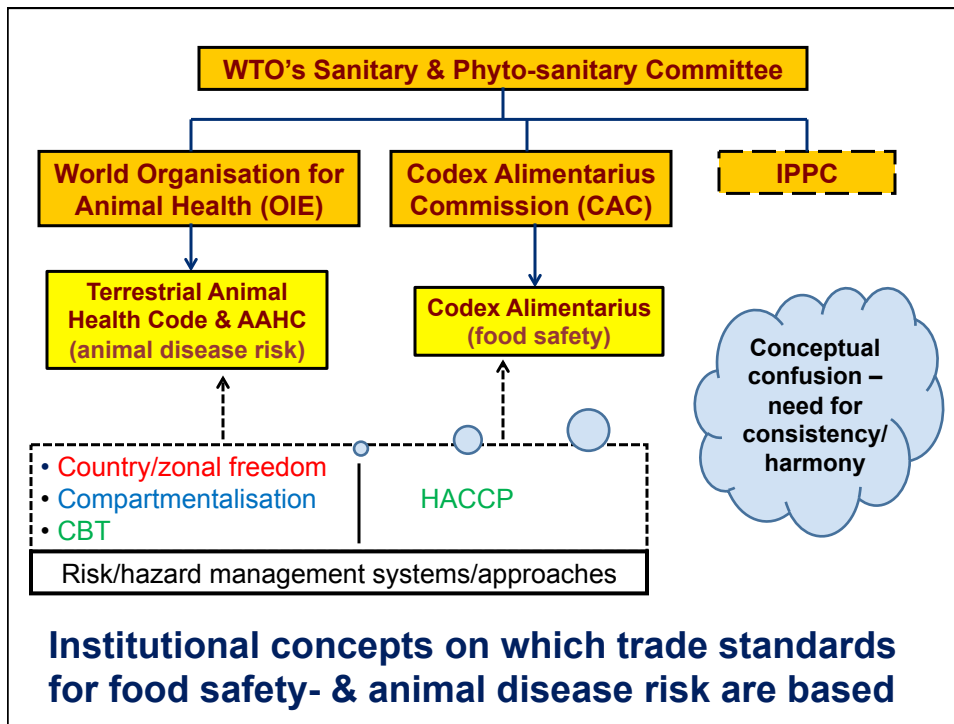 WTO's Sanitary & Phyto-sanitary Committee
World Organisation for
Animal Health (OIE)
Codex Alimentarius
Commission (CAC)
IPPC
Terrestrial Animal
Health Code & AAHC
(animal disease risk)
Codex Alimentarius
(food safety)
Conceptual
confusion –
need for
consistency/
harmony
• Country/zonal freedom
• Compartmentalisation
• CBT
HACCP
Risk/hazard management systems/approaches
Institutional concepts on which trade standards
for food safety- & animal disease risk are based